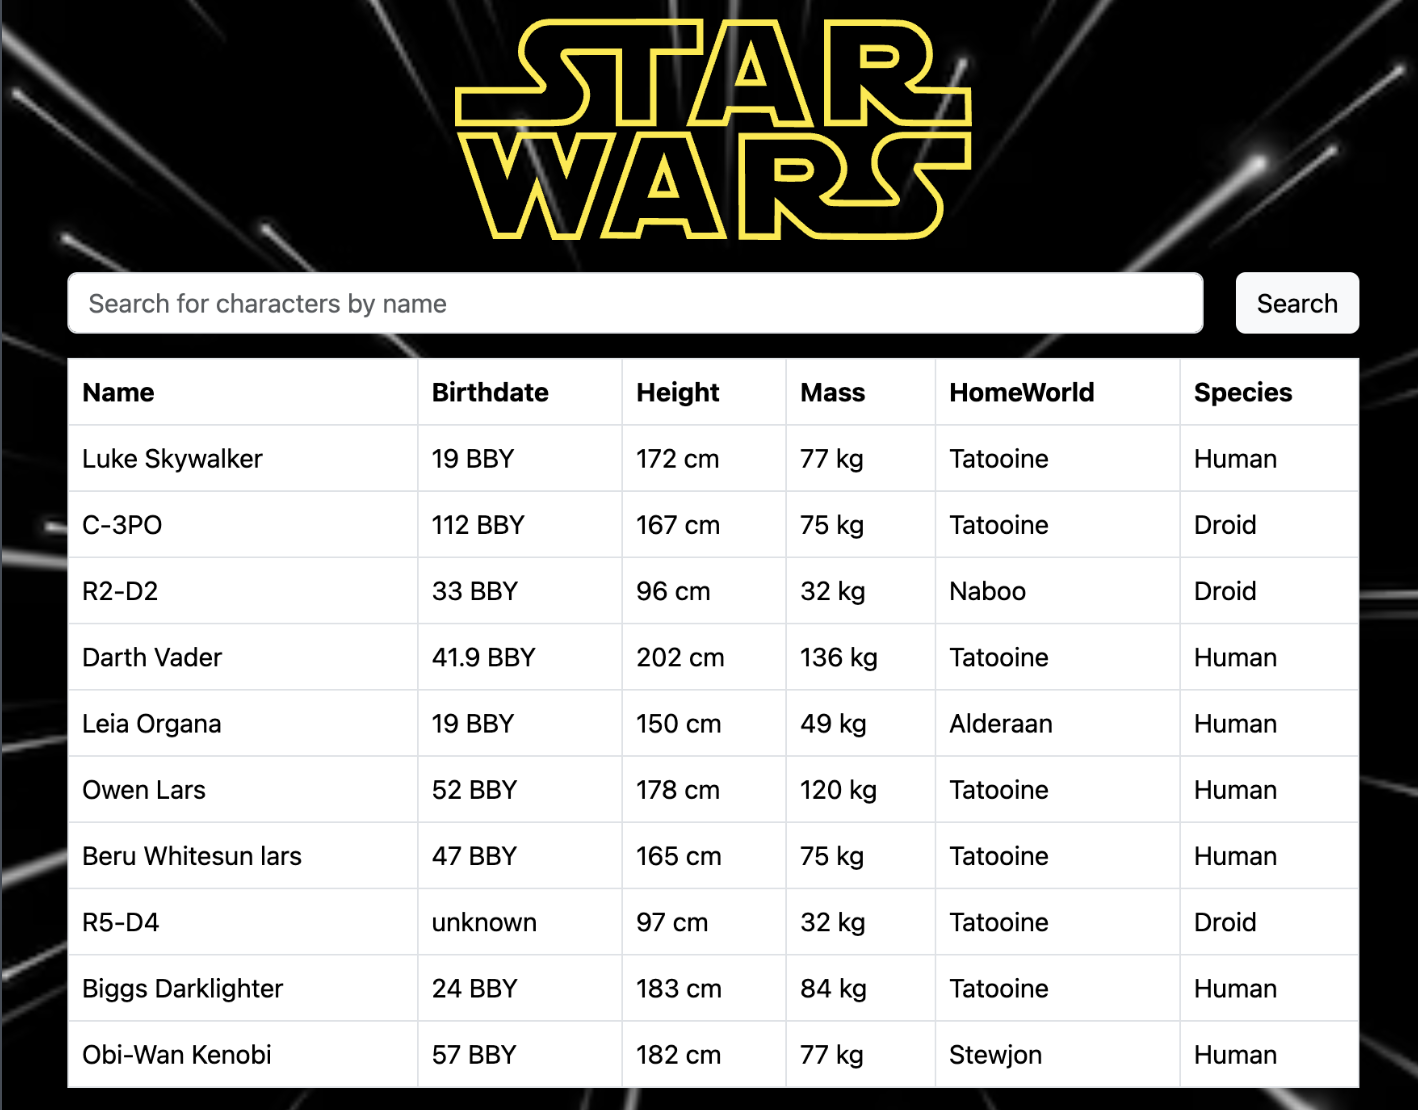 STAR
WARS
Search for characters by name Search
Name Birthdate Height Mass HomeWorld Species
Luke Skywalker 19 BBY 172 cm 77 kg Tatooine Human
C-3PO 112 BBY 167 cm 75 kg Tatooine Droid
R2-D2 33 BBY 96 cm 32 kg Naboo Droid
Darth Vader 41.9 BBY 202 cm 136 kg Tatooine Human
Leia Organa 19 BBY 150 cm 49 kg Alderaan Human
Owen Lars 52 BBY 178 cm 120 kg Tatooine Human
Beru Whitesun lars 47 BBY 165 cm 75 kg Tatooine Human
R5-D4 unknown 97 cm 32 kg Tatooine Droid
Biggs Darklighter 24 BBY 183 cm 84 kg Tatooine Human
Obi-Wan Kenobi 57 BBY 182 cm 77 kg Stewjon Human